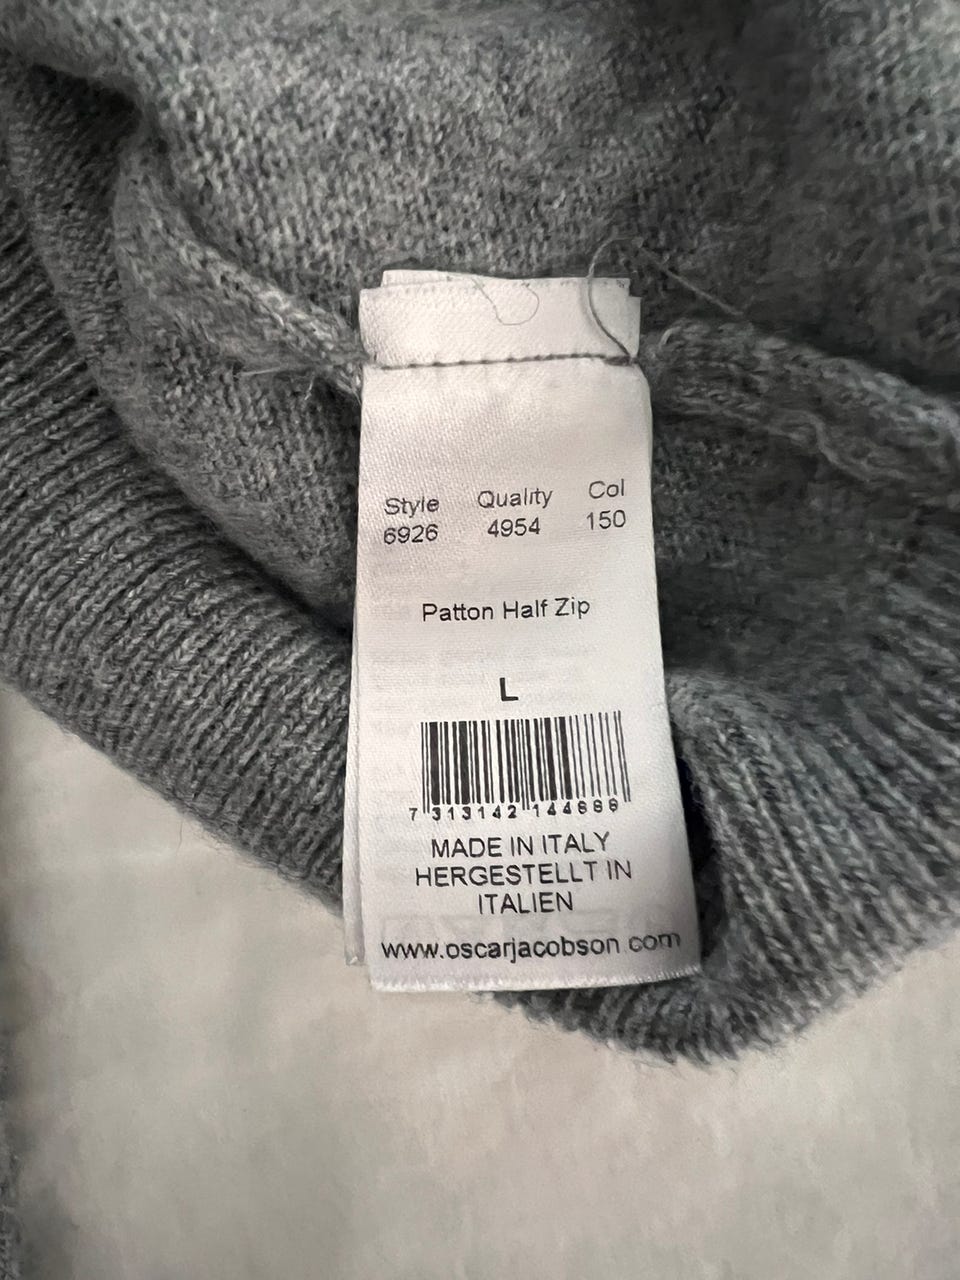 Style Quality Col
6926 4954 150
Patton Half Zip
L
7 313142 144686
MADE IN ITALY
HERGESTELLT IN
ITALIEN
www.oscarjacobson.com